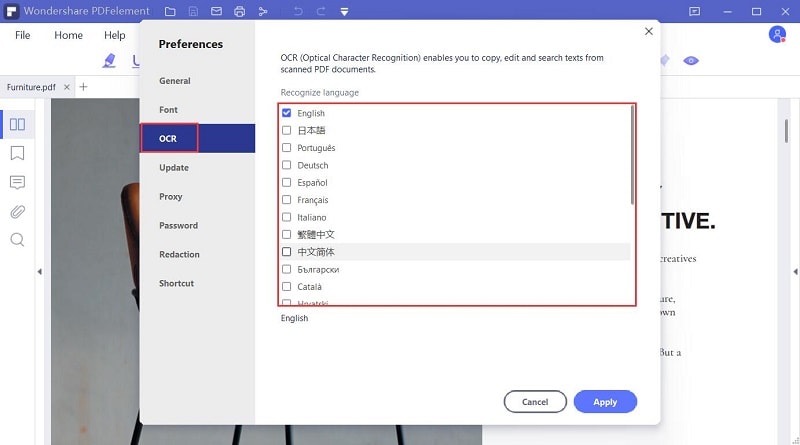 Wondershare PDFelement
File Home Help
Furniture.pdf
Preferences
General
Font
OCR
Update
Proxy
Password
Redaction
Shortcut
OCR (Optical Character Recognition) enables you to copy, edit and search texts from
scanned PDF documents.
Recognize language
English
日本語
Português
Deutsch
Español
Français
Italiano
繁體中文
中文简体
Български
Català
Hrvatski
English
Cancel
Apply
TIVE.
creatives
ure,
own
But a